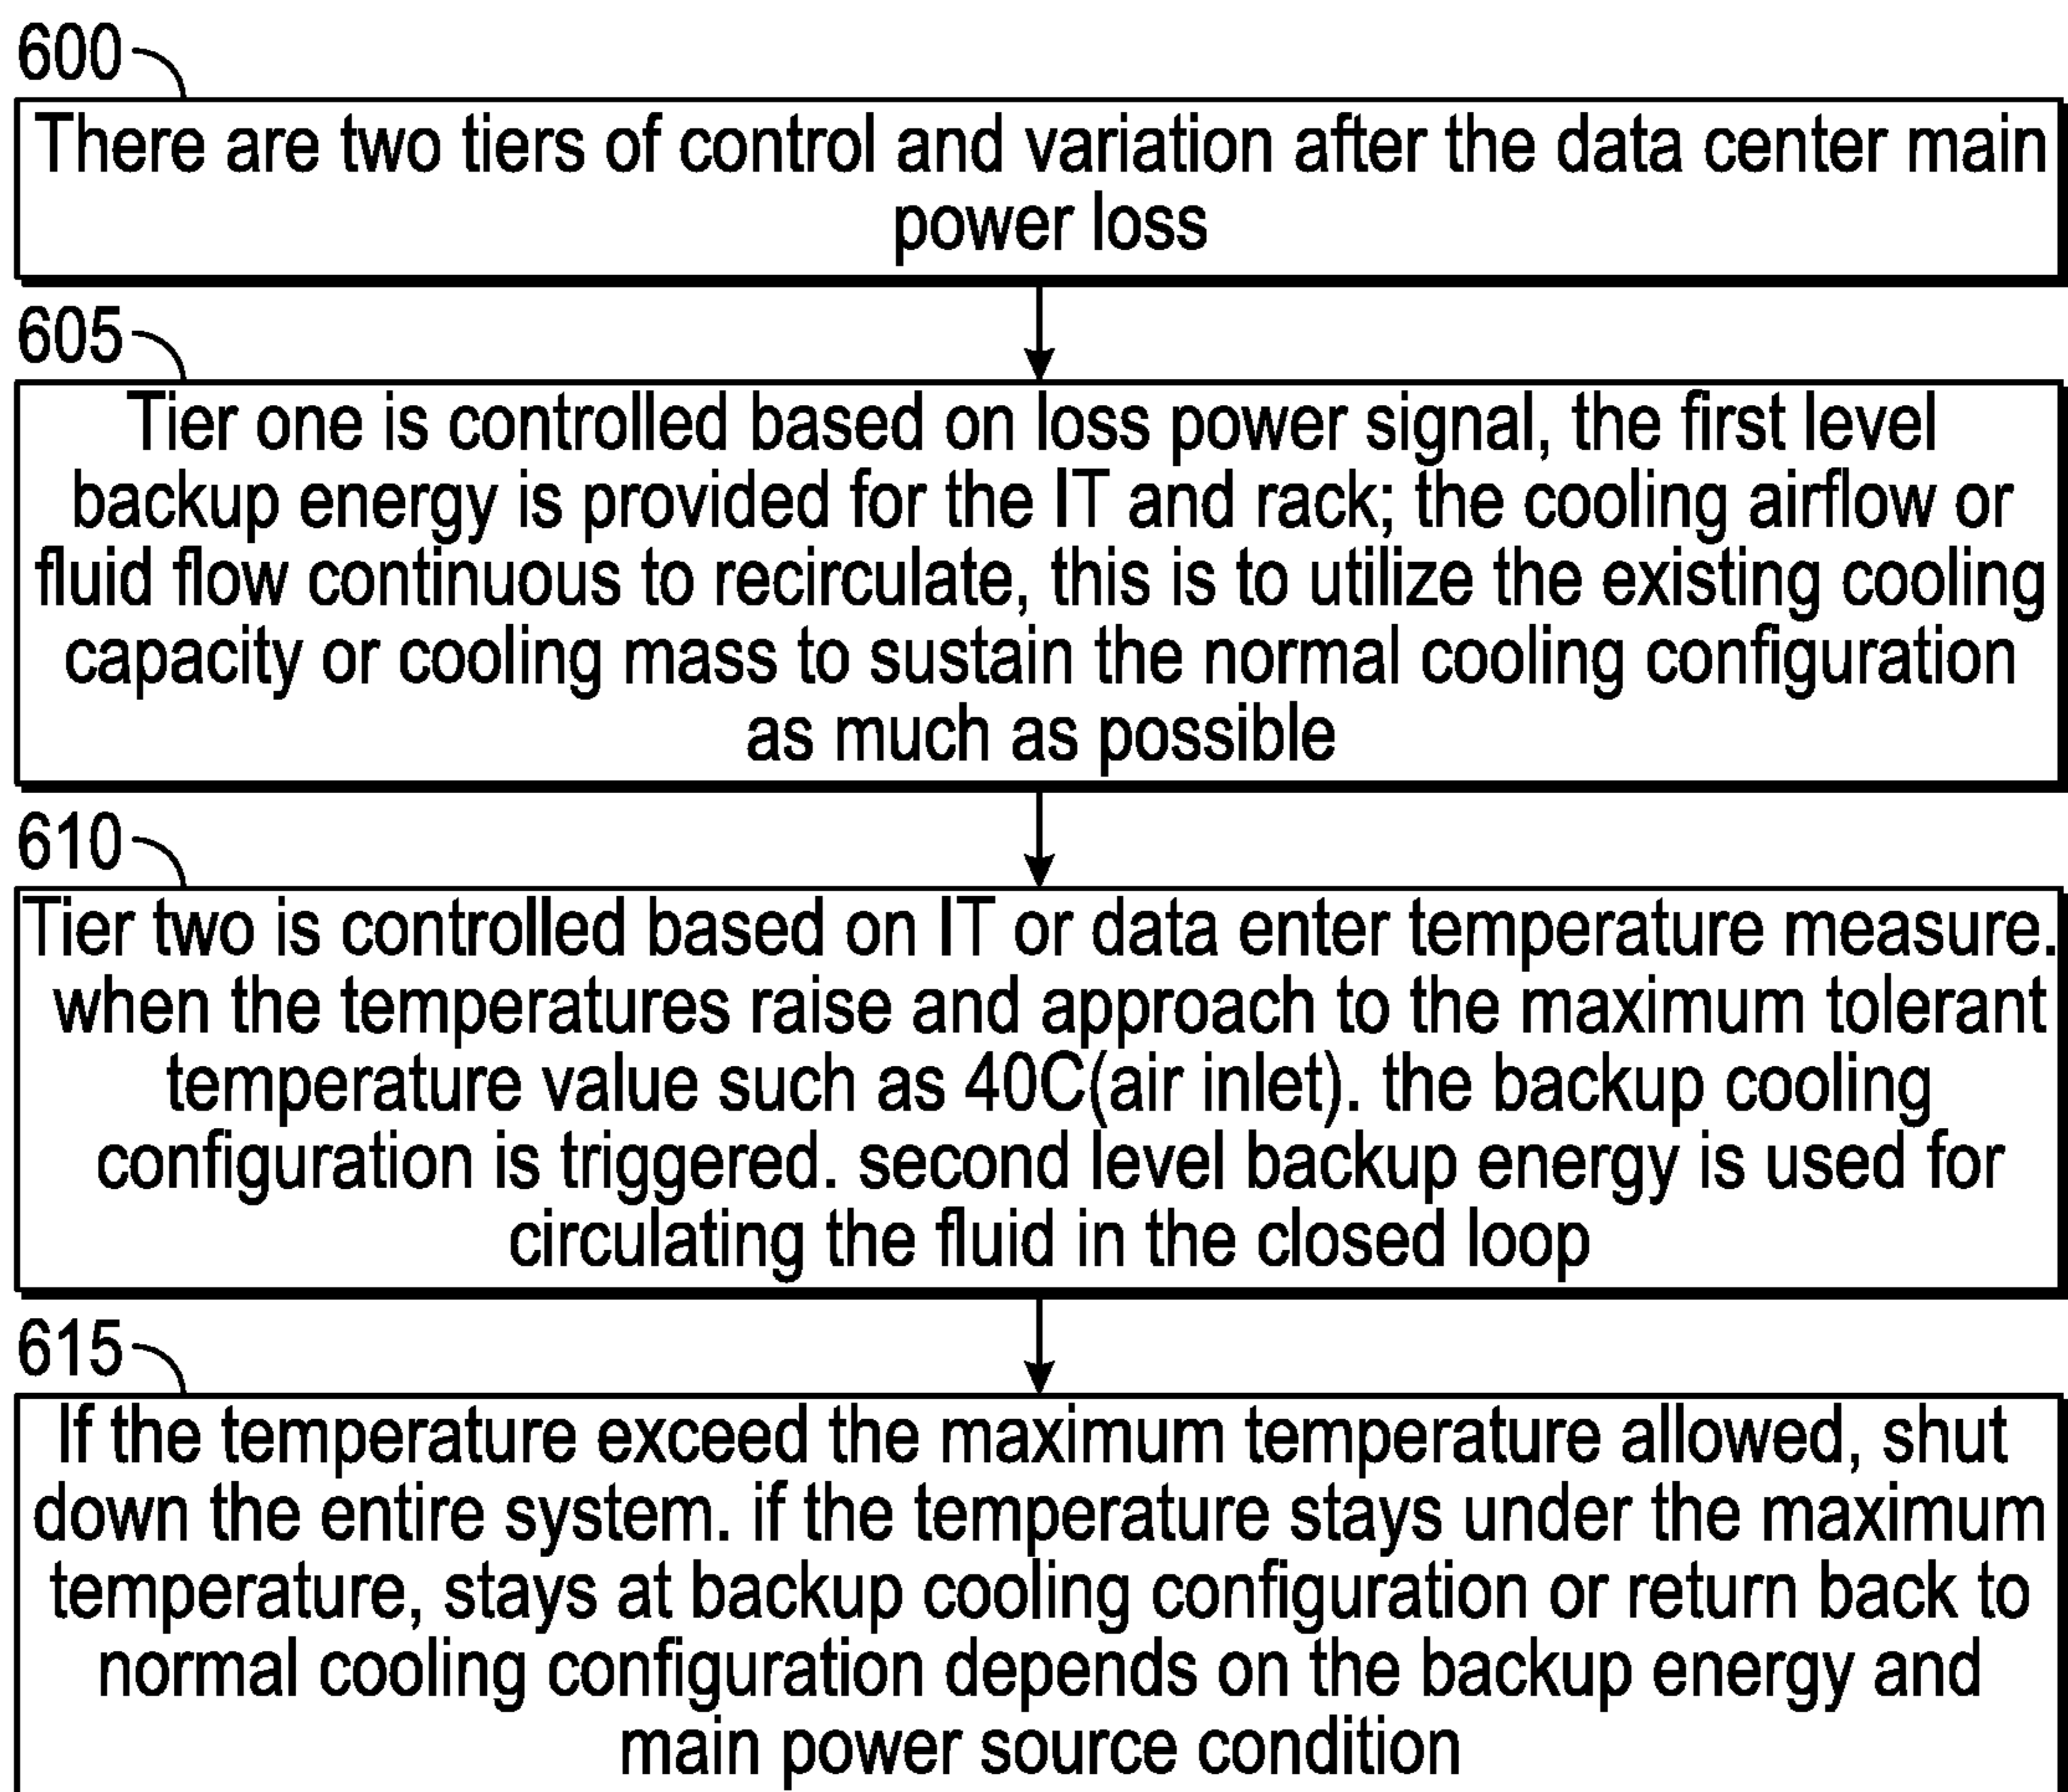 600
There are two tiers of control and variation after the data center main
power loss
605
Tier one is controlled based on loss power signal, the first level
backup energy is provided for the IT and rack; the cooling airflow or
fluid flow continuous to recirculate, this is to utilize the existing cooling
capacity or cooling mass to sustain the normal cooling configuration
as much as possible
610
Tier two is controlled based on IT or data enter temperature measure.
when the temperatures raise and approach to the maximum tolerant
temperature value such as 40C(air inlet). the backup cooling
configuration is triggered. second level backup energy is used for
circulating the fluid in the closed loop
615
If the temperature exceed the maximum temperature allowed, shut
down the entire system. if the temperature stays under the maximum
temperature, stays at backup cooling configuration or return back to
normal cooling configuration depends on the backup energy and
main power source condition